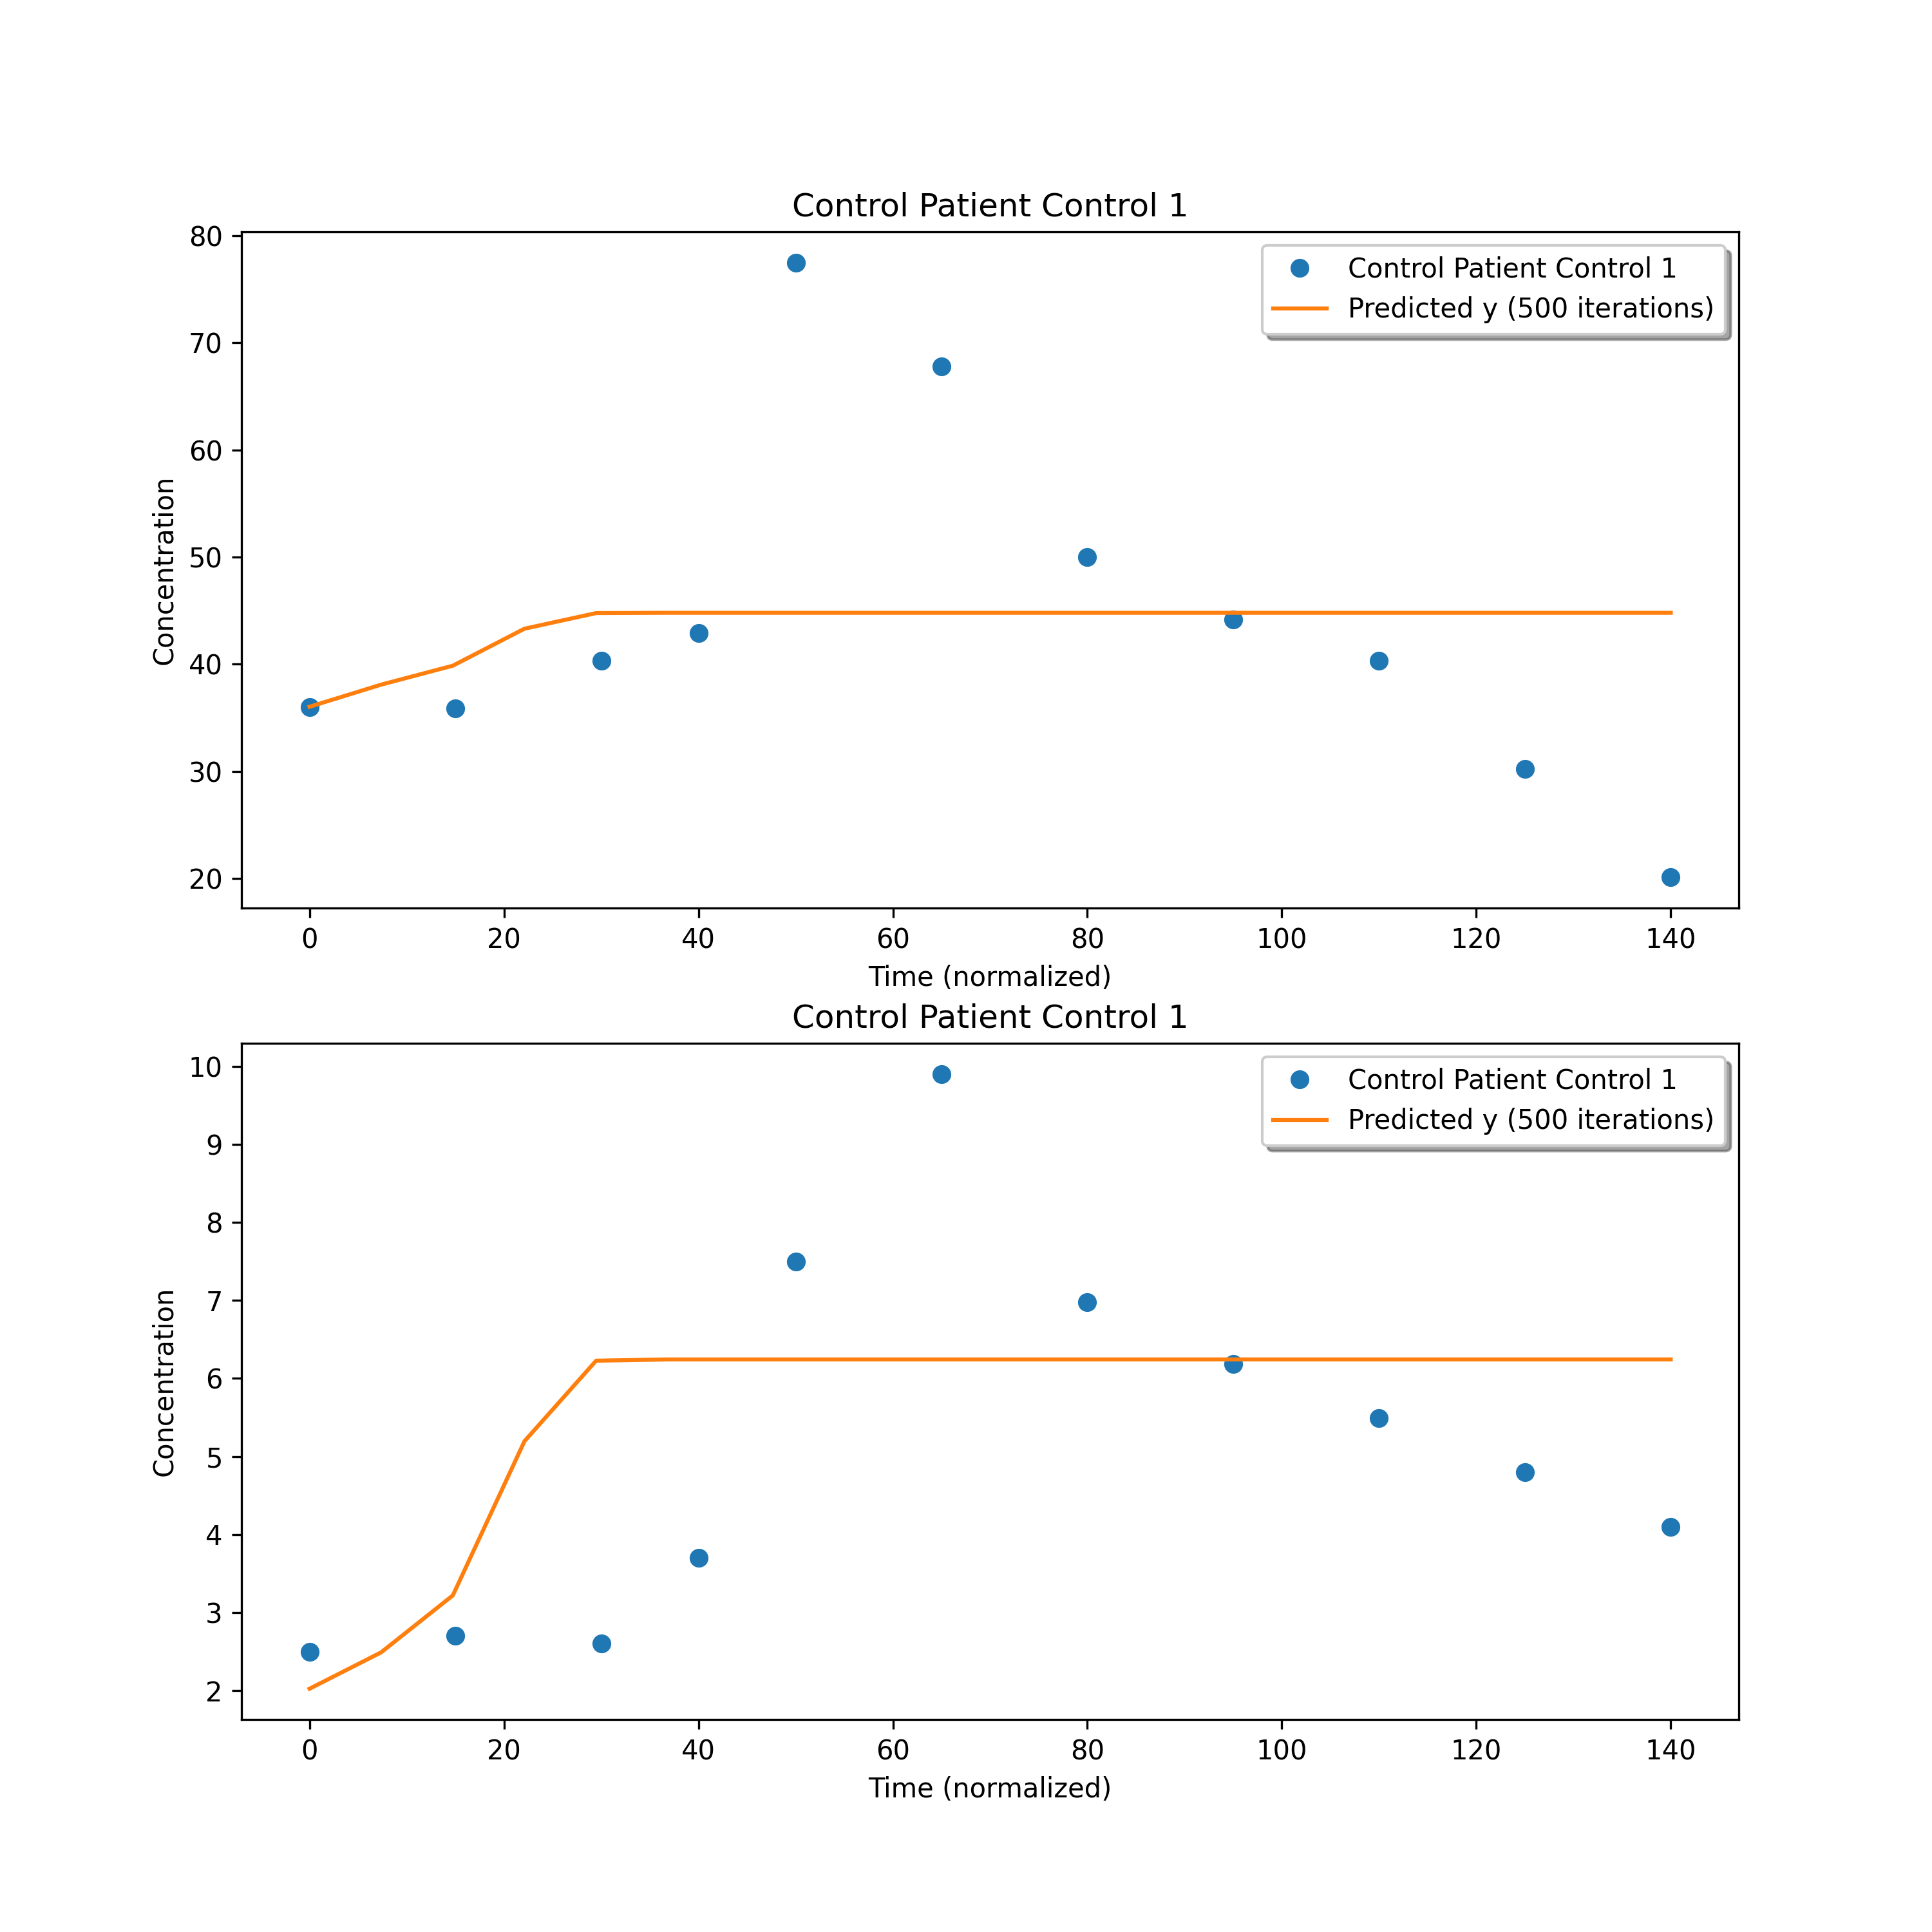 Control Patient Control 1
80
70
60
50
40
30
20
Concentration
Control Patient Control 1
Predicted y (500 iterations)
0 20 40 60 80 100 120 140
Time (normalized)
Control Patient Control 1
10
9
8
7
6
5
4
3
2
Concentration
Control Patient Control 1
Predicted y (500 iterations)
0 20 40 60 80 100 120 140
Time (normalized)